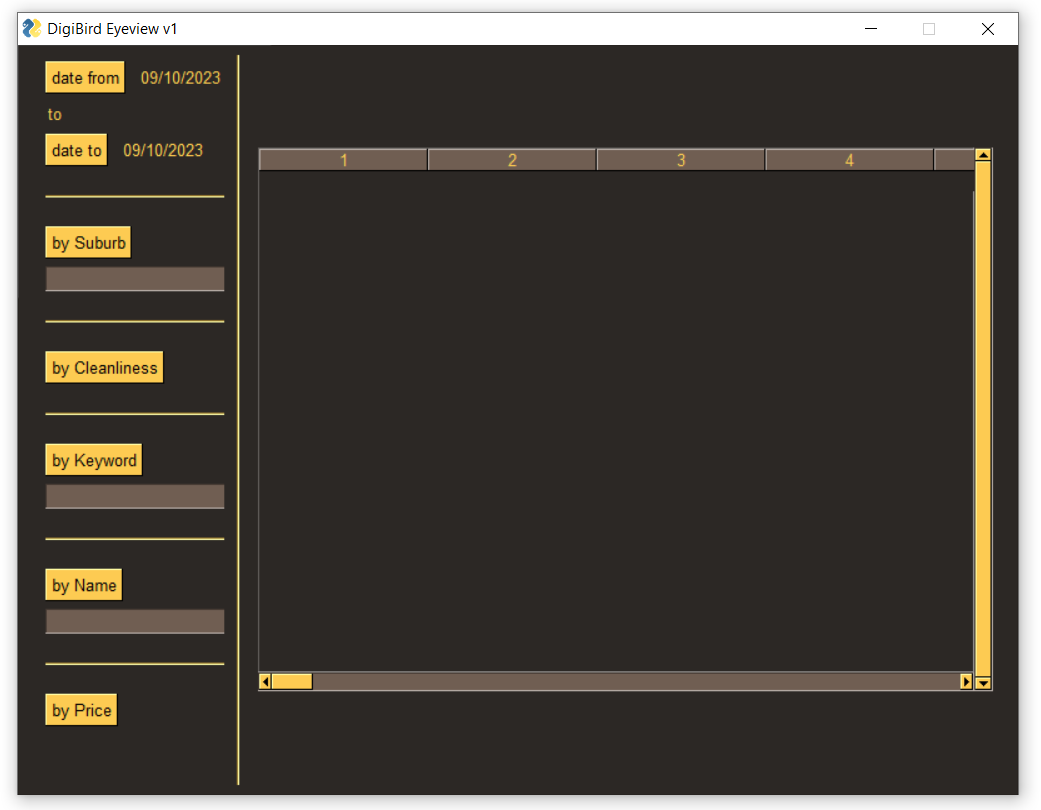 DigiBird Eyeview v1
date from 09/10/2023
to
date to 09/10/2023
1 2 3 4
by Suburb
by Cleanliness
by Keyword
by Name
by Price